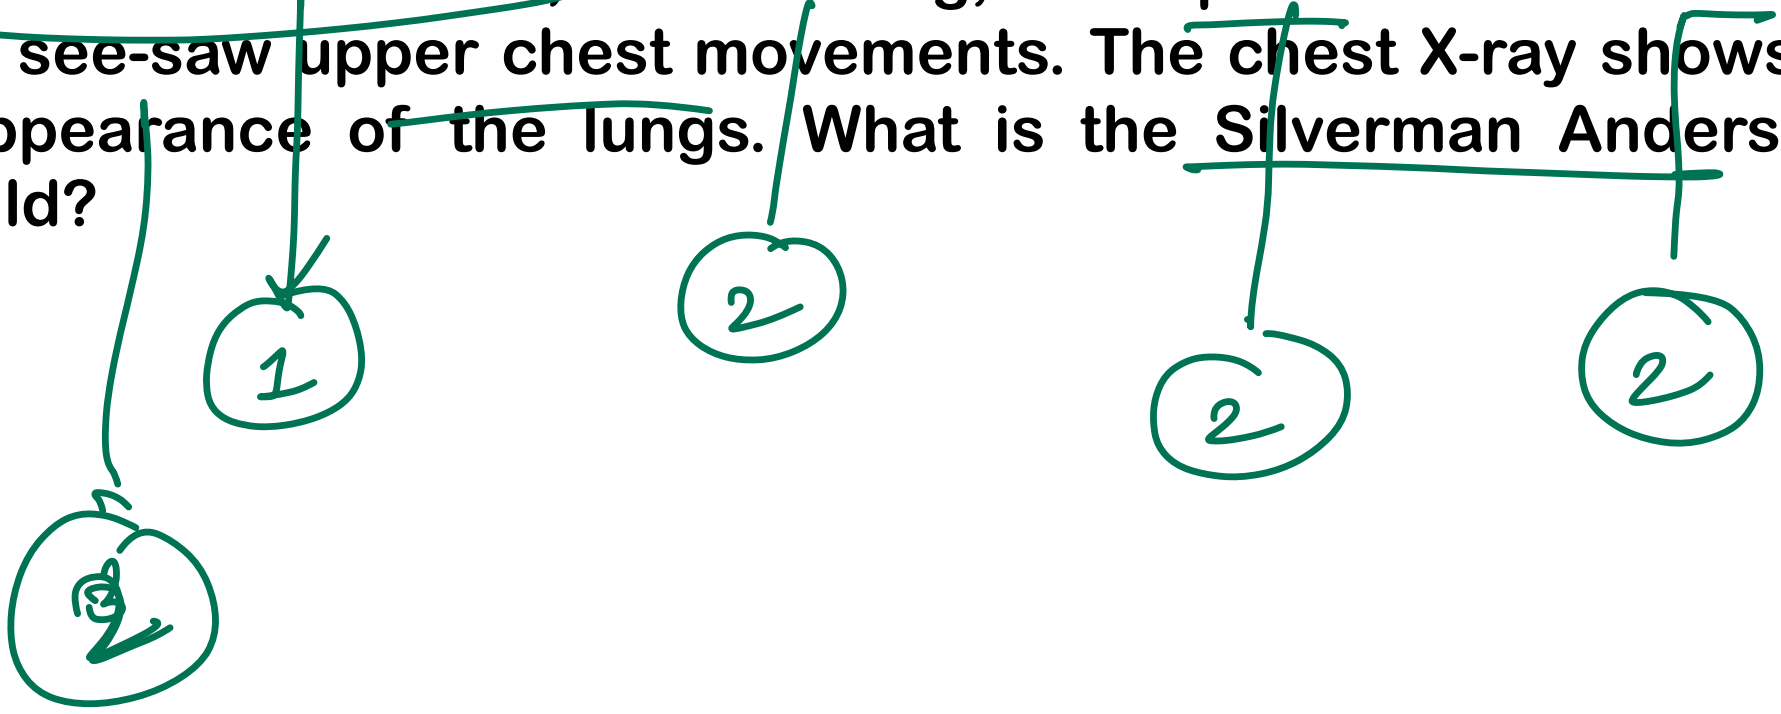 see-saw upper chest movements. The chest X-ray shows
ppearance of the lungs. What is the Silverman Anders
ld?
1
2
2
2
2